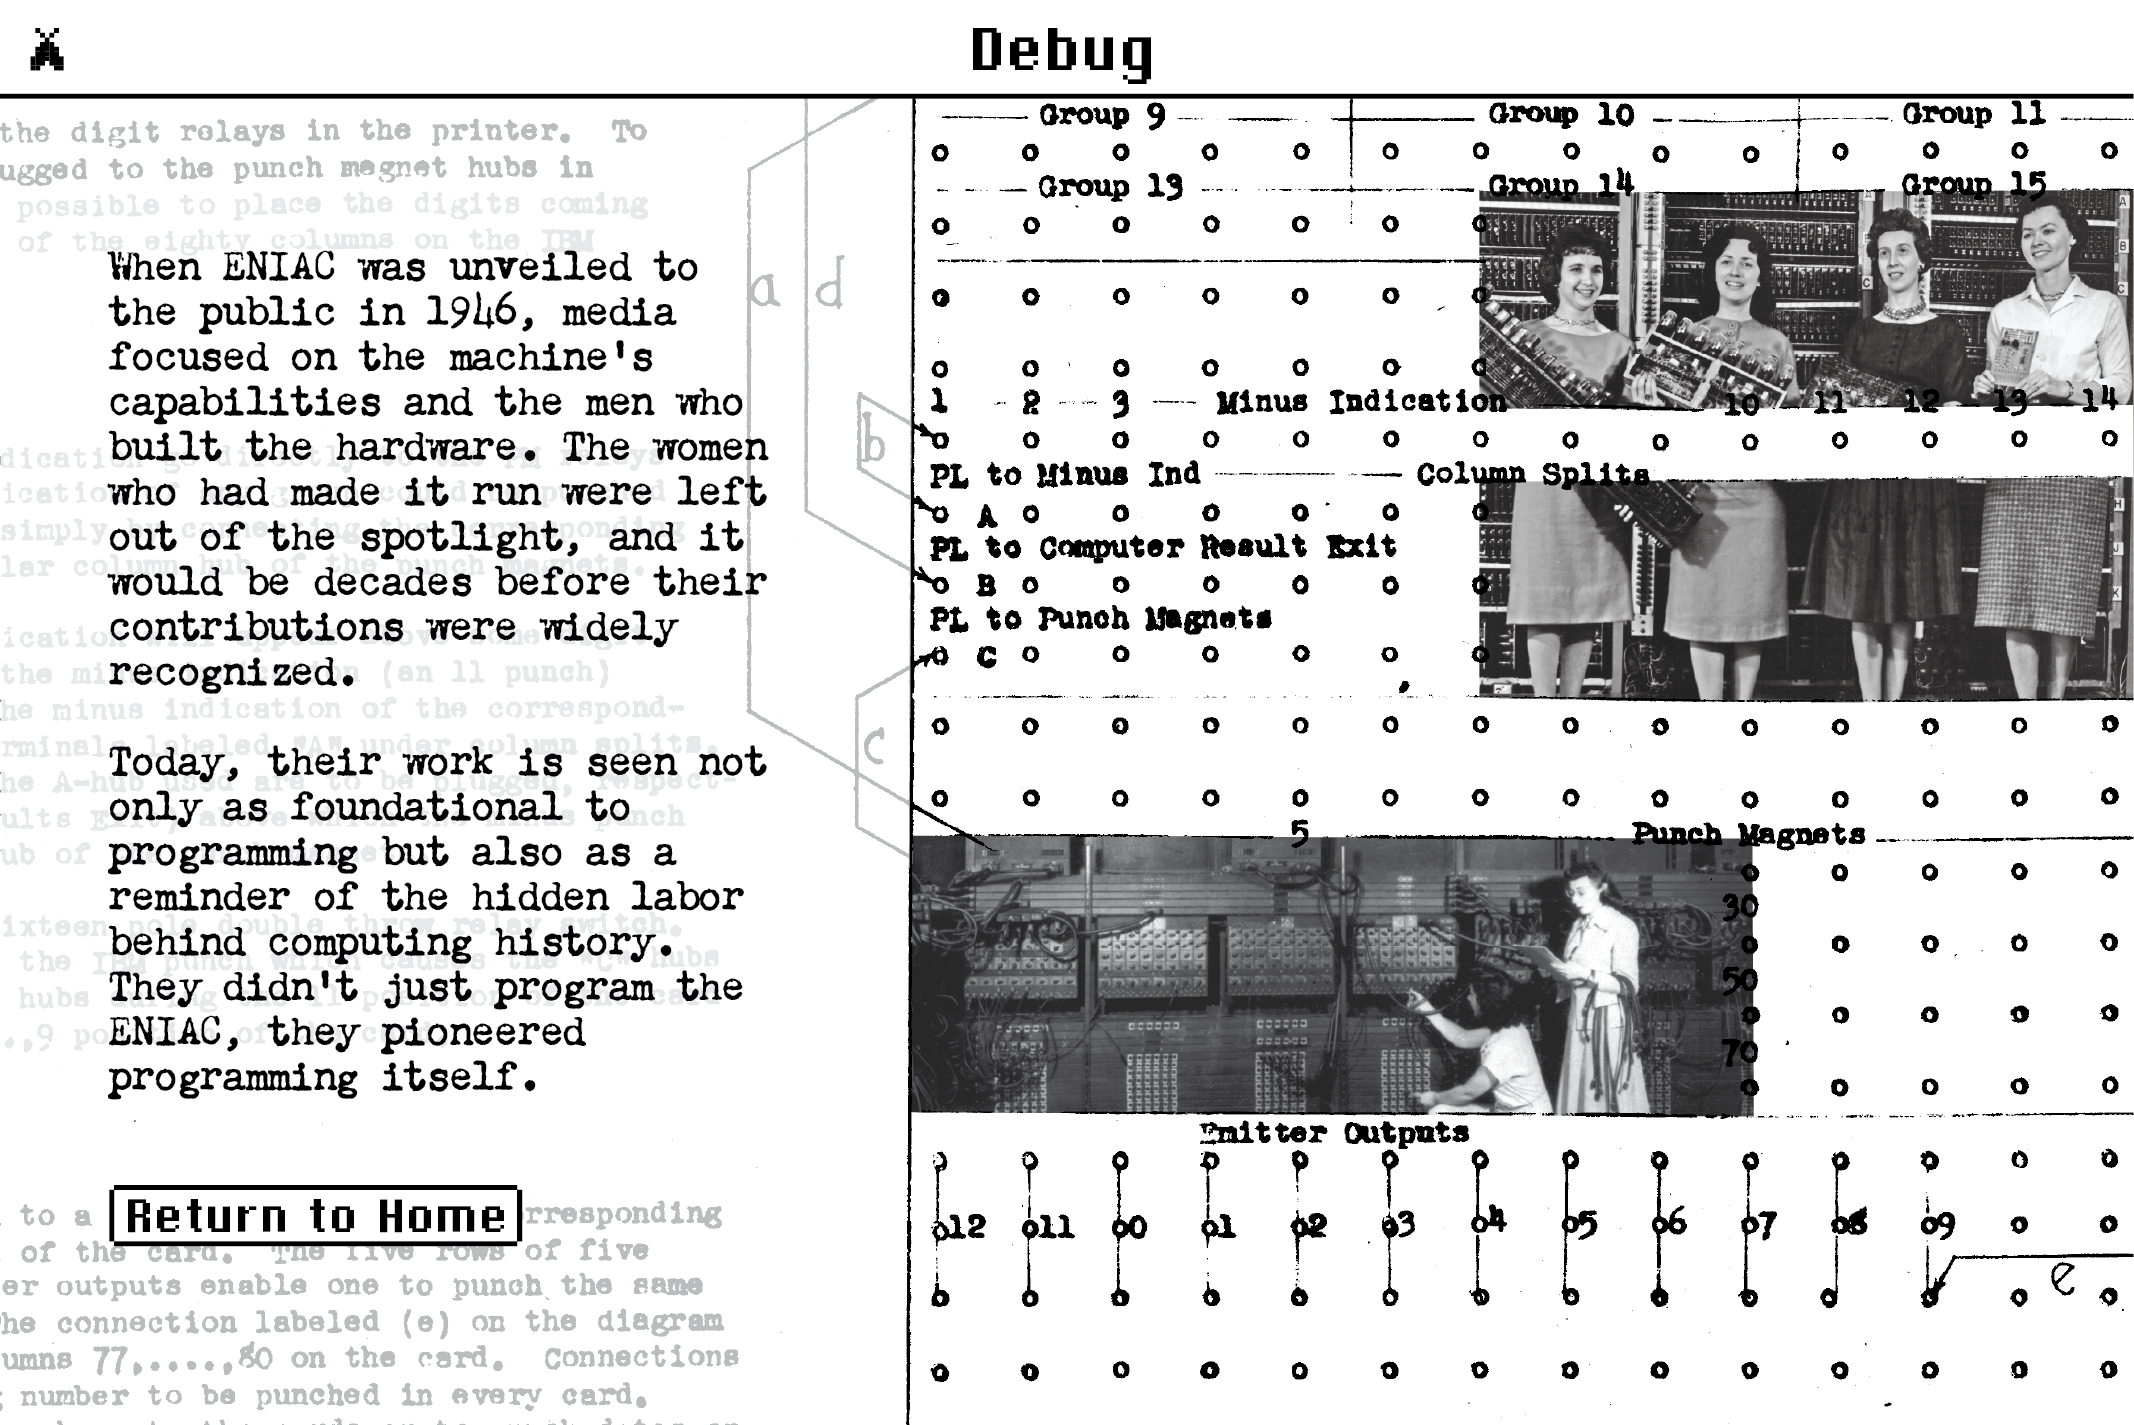 Debug
the digit relays in the printer. To
ugged to the punch magnet hubs in
possible to place the digits coming
of the eighty columns on the IBM
When ENIAC was unveiled to
the public in 1946, media
focused on the machine's
capabilities and the men who
built the hardware. The women
who had made it run were left
out of the spotlight, and it
would be decades before their
contributions were widely
recognized.
Today, their work is seen not
only as foundational to
programming but also as a
reminder of the hidden labor
behind computing history.
They didn't just program the
ENIAC, they pioneered
programming itself.
Return to Home
to a
rresponding
of the card. The five rows of five
er outputs enable one to punch the same
he connection labeled (e) on the diagram
umns 77,.....,80 on the card. Connections
number to be punched in every card.
a d
b
c
Group 9 Group 10 Group 11
Group 13 Group 14 Group 15
1 2 3 Minus Indication 10 11 12 13 14
PL to Minus Ind Column Splits
A
PL to Computer Result Exit
B
PL to Punch Magnets
C
5 Punch Magnets
30
50
70
Emitter Outputs
12 11 0 1 2 3 4 5 6 7 8 9
e